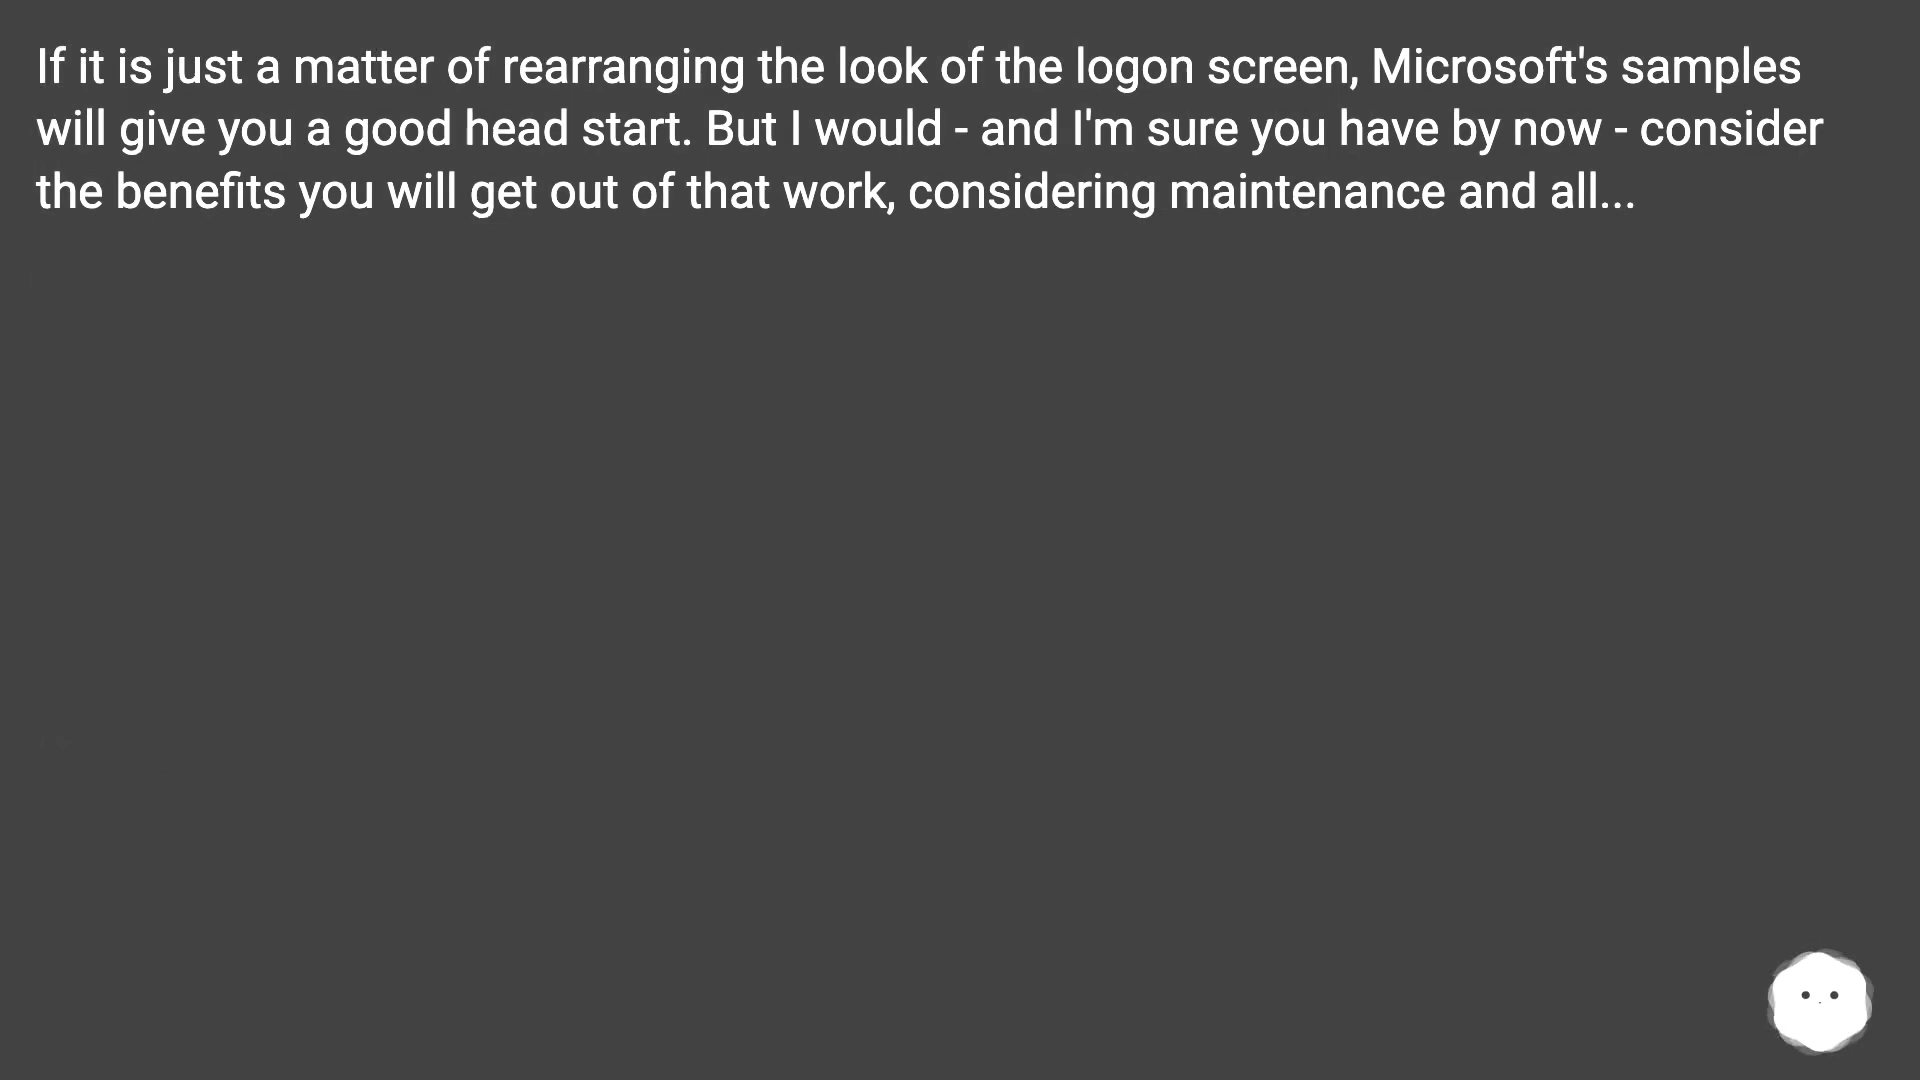 If it is just a matter of rearranging the look of the logon screen, Microsoft's samples
will give you a good head start. But I would - and I'm sure you have by now - consider
the benefits you will get out of that work, considering maintenance and all...